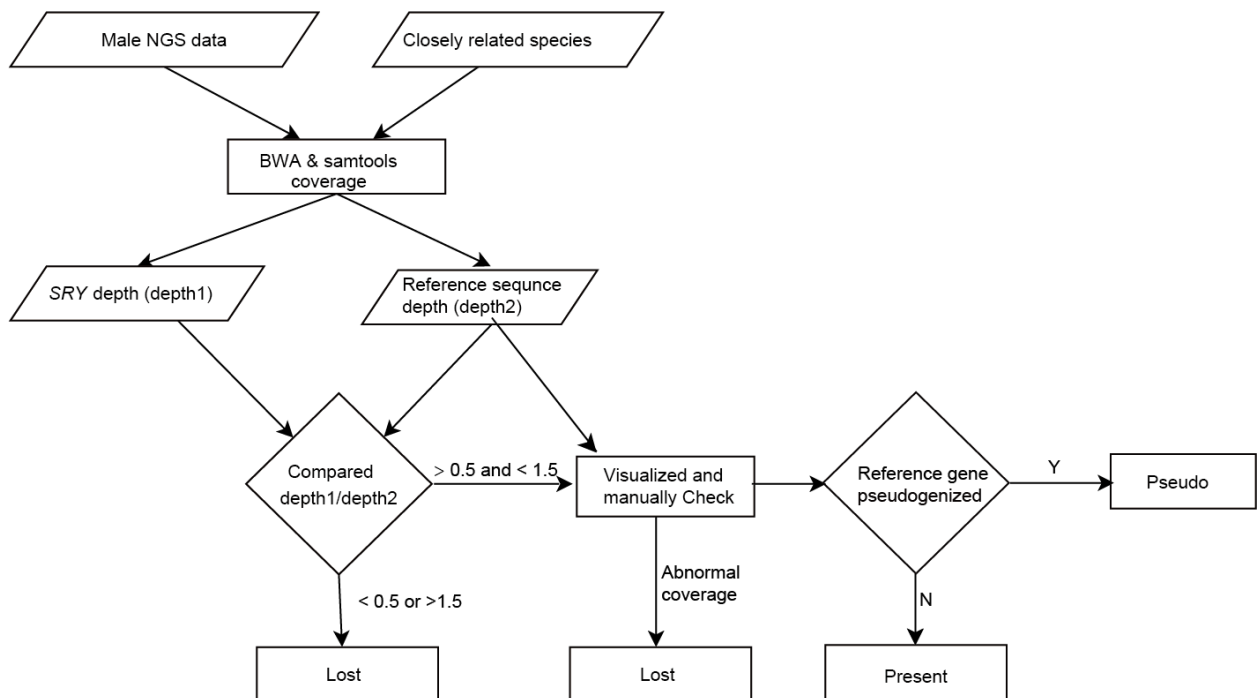 Male NGS data
Closely related species
BWA & samtools
coverage
SRY depth (depth1)
Reference sequnce
depth (depth2)
Compared
depth1/depth2
> 0.5 and < 1.5
Visualized and
manually Check
Reference gene
pseudogenized
Y
Pseudo
< 0.5 or >1.5
Abnormal
coverage
N
Lost
Lost
Present